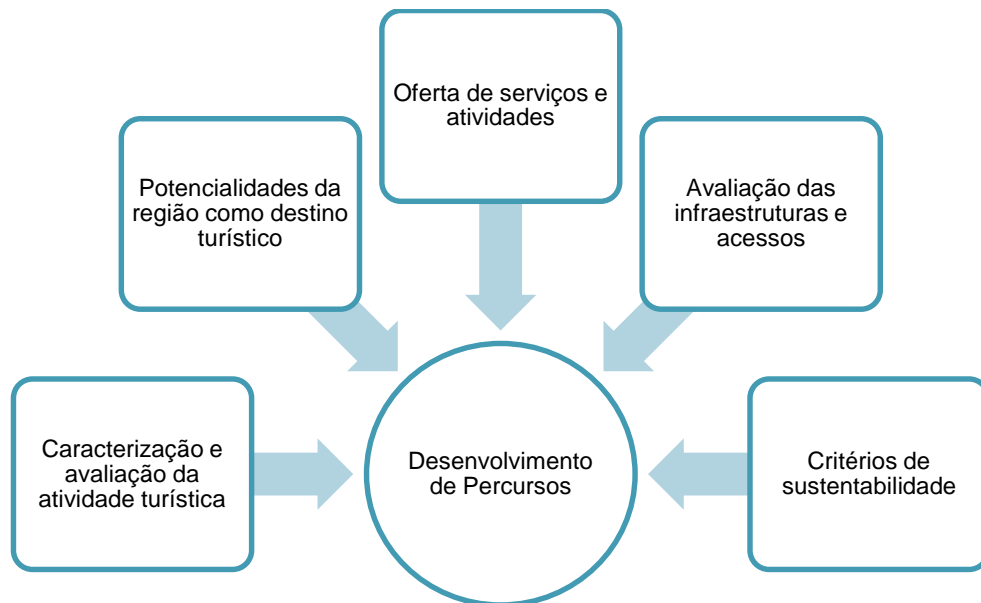 Oferta de serviços e
atividades
Potencialidades da
região como destino
turístico
Avaliação das
infraestruturas e
acessos
Caracterização e
avaliação da
atividade turística
Desenvolvimento
de Percursos
Critérios de
sustentabilidade